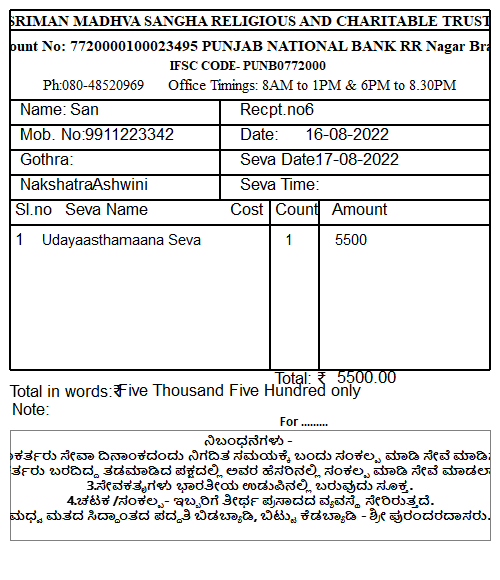 SRIMAN MADHVA SANGHA RELIGIOUS AND CHARITABLE TRUST
ount No: 7720000100023495 PUNJAB NATIONAL BANK RR Nagar Bra
IFSC CODE- PUNB0772000
Ph:080-48520969 Office Timings: 8AM to 1PM & 6PM to 8.30PM
Name: San Recpt.no6
Mob. No:9911223342 Date: 16-08-2022
Gothra: Seva Date17-08-2022
NakshatraAshwini Seva Time:
Sl.no Seva Name Cost Count Amount
1 Udayaasthamaana Seva 1 5500
Total: ₹ 5500.00
Total in words:₹Five Thousand Five Hundred only
Note:
For .........
ನಿಬಂಧನೆಗಳು -
ಕರ್ತರು ಸೇವಾ ದಿನಾಂಕದಂದು ನಿಗದಿತ ಸಮಯಕ್ಕೆ ಬಂದು ಸಂಕಲ್ಪ ಮಾಡಿ ಸೇವೆ ಮಾಡಿಸ
ರ್ತರು ಬರದಿದ್ದ ತಡಮಾಡಿದ ಪಕ್ಷದಲ್ಲಿ ಅವರ ಹೆಸರಿನಲ್ಲಿ ಸಂಕಲ್ಪ ಮಾಡಿ ಸೇವೆ ಮಾಡಲಾ
3.ಸೇವಕರ್ತೃಗಳು ಭಾರತೀಯ ಉಡುಪಿನಲ್ಲಿ ಬರುವುದು ಸೂಕ್ತ.
4.ಚಟಕ /ಸಂಕಲ್ಪ- ಇಬ್ಬರಿಗೆ ತೀರ್ಥ ಪ್ರಸಾದದ ವ್ಯವಸ್ಥೆ ಸೇರಿರುತ್ತದೆ.
ಮಧ್ವ ಮತದ ಸಿದ್ಧಾಂತದ ಪದ್ಧತಿ ಬಿಡಬ್ಯಾಡಿ, ಬಿಟ್ಟು ಕೆಡಬ್ಯಾಡಿ - ಶ್ರೀ ಪುರಂದರದಾಸರು.